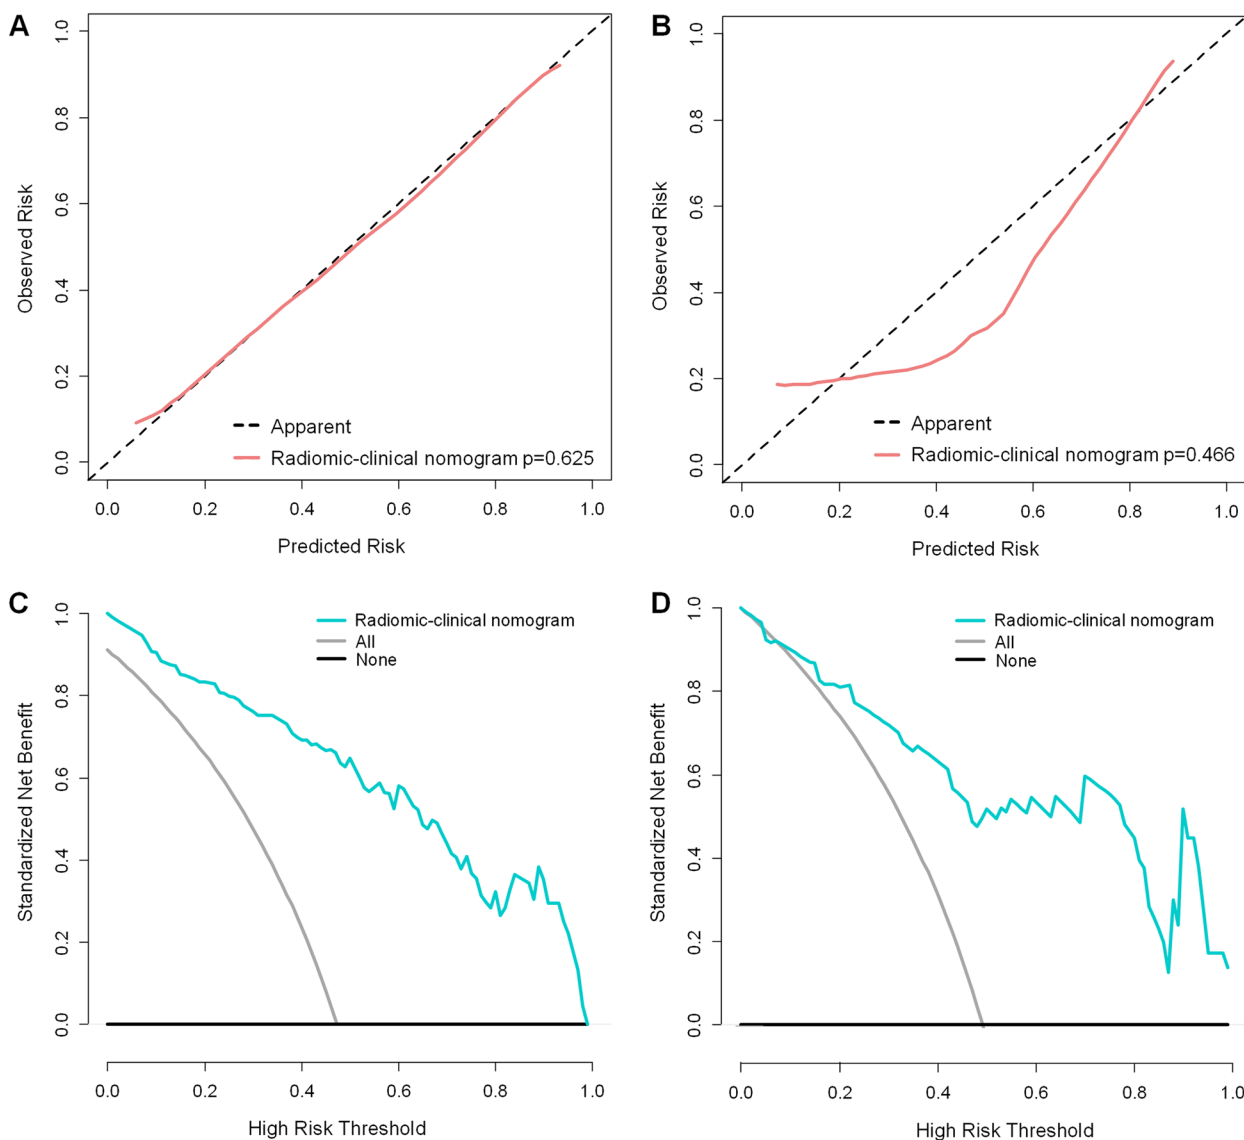 A
1.0
0.8
0.6
0.4
0.2
0.0
Observed Risk
Apparent
Radiomic-clinical nomogram p=0.625
0.0 0.2 0.4 0.6 0.8 1.0
Predicted Risk
B
1.0
0.8
0.6
0.4
0.2
0.0
Observed Risk
Apparent
Radiomic-clinical nomogram p=0.466
0.0 0.2 0.4 0.6 0.8 1.0
Predicted Risk
C
1.0
0.8
0.6
0.4
0.2
0.0
Standardized Net Benefit
Radiomic-clinical nomogram
All
None
0.0 0.2 0.4 0.6 0.8 1.0
High Risk Threshold
D
1.0
0.8
0.6
0.4
0.2
0.0
Standardized Net Benefit
Radiomic-clinical nomogram
All
None
0.0 0.2 0.4 0.6 0.8 1.0
High Risk Threshold